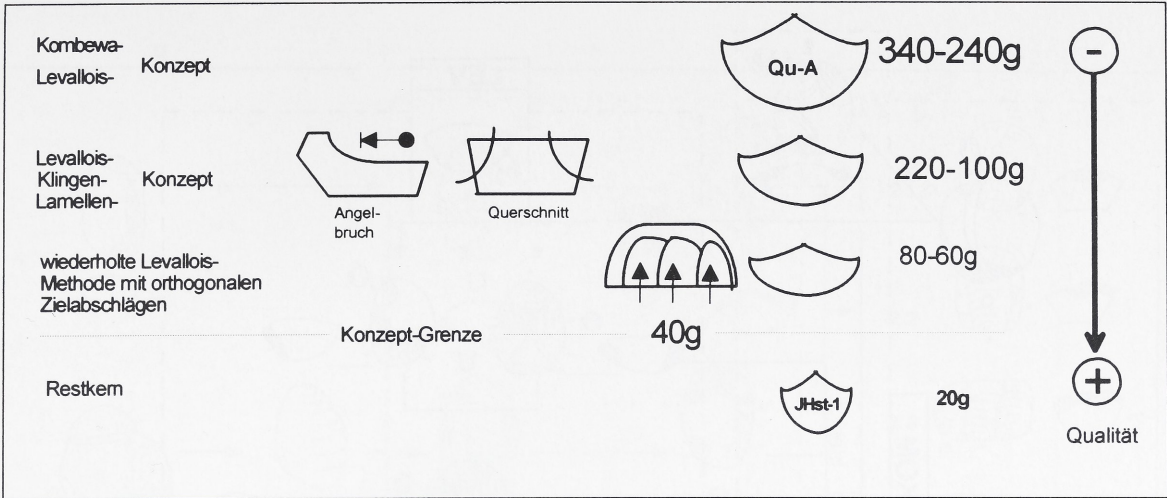 Kombewa-
Levallois-
Konzept
Qu-A
340-240g
-
Levallois-
Klingen-
Lamellen-
Konzept
Angel-
bruch
Querschnitt
220-100g
wiederholte Levallois-
Methode mit orthogonalen
Zielabschlägen
80-60g
Konzept-Grenze
40g
Restkern
JHst-1
20g
+
Qualität